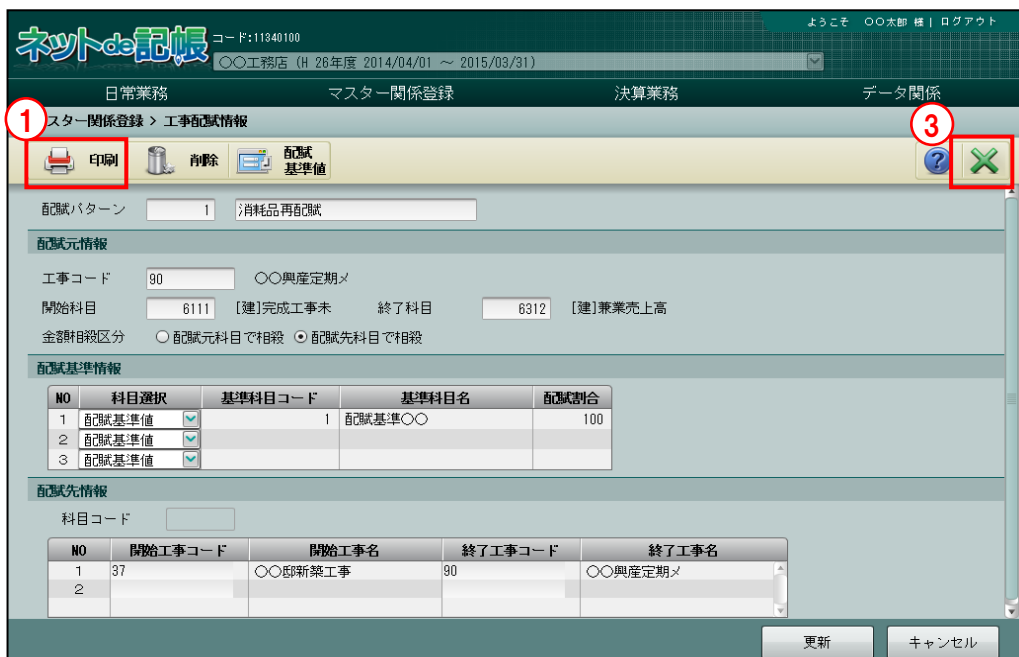 ようこそ ○○太郎 様 | ログアウト
ネットde記帳 コード:11340100
○○工務店 (H 26年度 2014/04/01 ～ 2015/03/31)
日常業務 マスター関係登録 決算業務 データ関係
① スター関係登録 > 工事配賦情報 ③
印刷 削除 配賦基準値 ?
配賦パターン 1 消耗品再配賦
配賦元情報
工事コード 90 ○○興産定期メ
開始科目 6111 [建]完成工事未 終了科目 6312 [建]兼業売上高
金額相殺区分 ○配賦元科目で相殺 ◉配賦先科目で相殺
配賦基準情報
NO 科目選択 基準科目コード 基準科目名 配賦割合
1 配賦基準値 1 配賦基準○○ 100
2 配賦基準値
3 配賦基準値
配賦先情報
科目コード
NO 開始工事コード 開始工事名 終了工事コード 終了工事名
1 37 ○○邸新築工事 90 ○○興産定期メ
2
更新 キャンセル